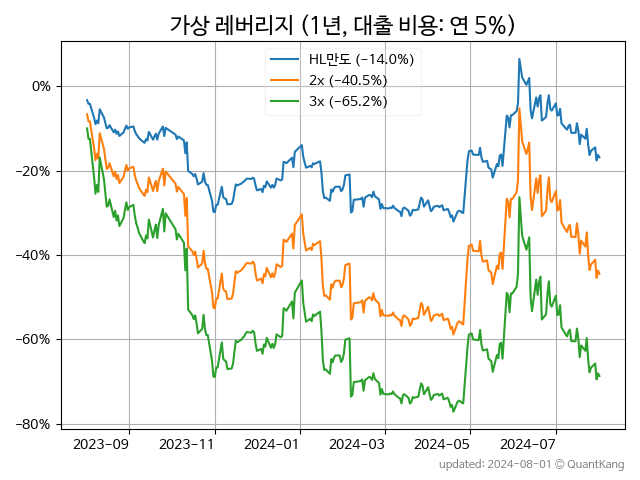 가상 레버리지 (1년, 대출 비용: 연 5%)
HL만도 (−14.0%)
2x (−40.5%)
3x (−65.2%)
0%
−20%
−40%
−60%
−80%
2023-09 2023-11 2024-01 2024-03 2024-05 2024-07
updated: 2024-08-01 © QuantKang